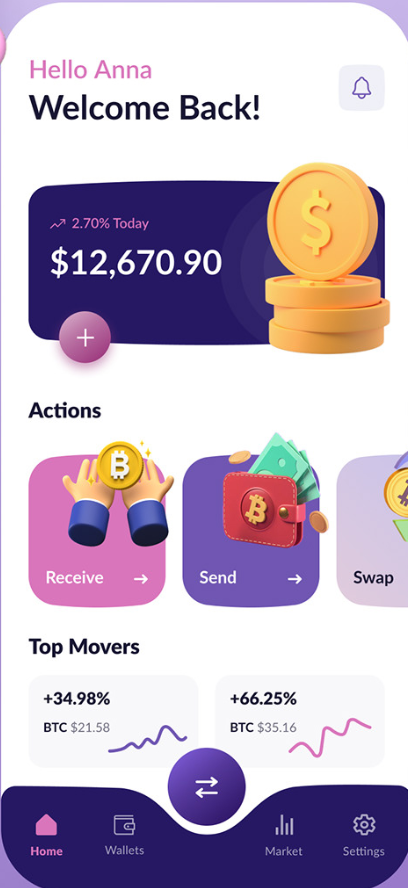 Hello Anna
Welcome Back!
2.70% Today
$12,670.90
Actions
Receive
Send
Swap
Top Movers
+34.98%
BTC $21.58
+66.25%
BTC $35.16
Home
Wallets
Market
Settings